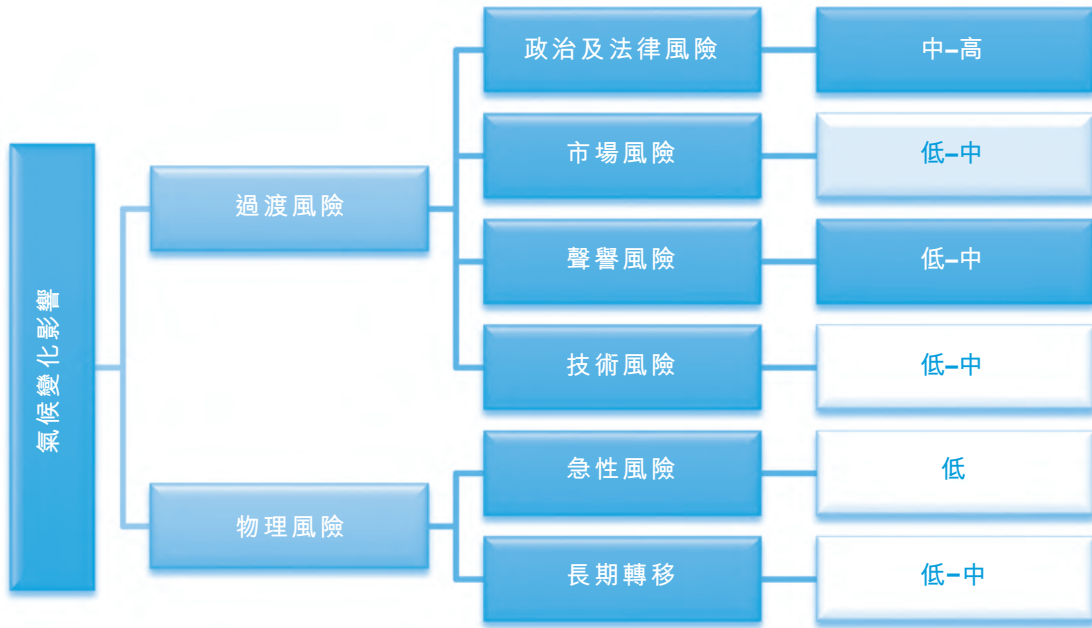 氣候變化影響
過渡風險
政治及法律風險
中–高
市場風險
低–中
聲譽風險
低–中
技術風險
低–中
物理風險
急性風險
低
長期轉移
低–中